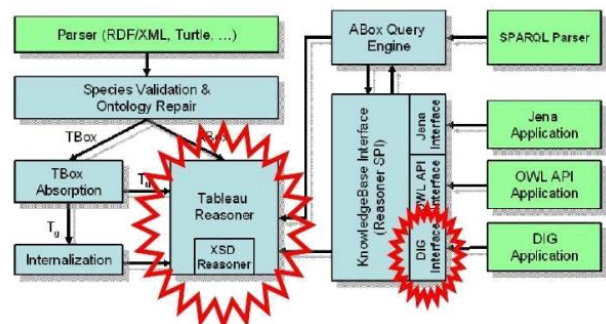 Parser (RDF/XML, Turtle, …)
Species Validation &
Ontology Repair
TBox
TBox
Absorption
T
Internalization
Tableau
Reasoner
XSD
Reasoner
ABox Query
Engine
KnowledgeBase Interface
(Reasoner SPI)
Jena
Interface
OWL API
Interface
DIG
Interface
SPARQL Parser
Jena
Application
OWL API
Application
DIG
Application